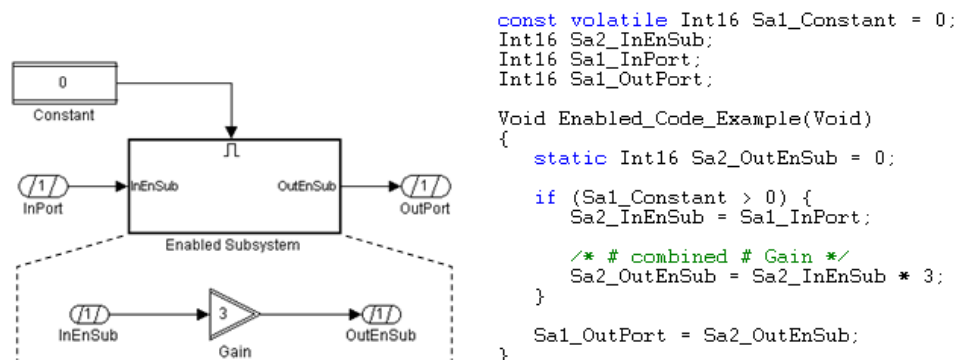 0
Constant
InEnSub
OutEnSub
/1/
InPort
/1/
OutPort
Enabled Subsystem
/1/
InEnSub
3
Gain
/1/
OutEnSub
const volatile Int16 Sa1_Constant = 0;
Int16 Sa2_InEnSub;
Int16 Sa1_InPort;
Int16 Sa1_OutPort;
Void Enabled_Code_Example(Void)
{
static Int16 Sa2_OutEnSub = 0;
if (Sa1_Constant > 0) {
Sa2_InEnSub = Sa1_InPort;
/* # combined # Gain */
Sa2_OutEnSub = Sa2_InEnSub * 3;
}
Sa1_OutPort = Sa2_OutEnSub;
}